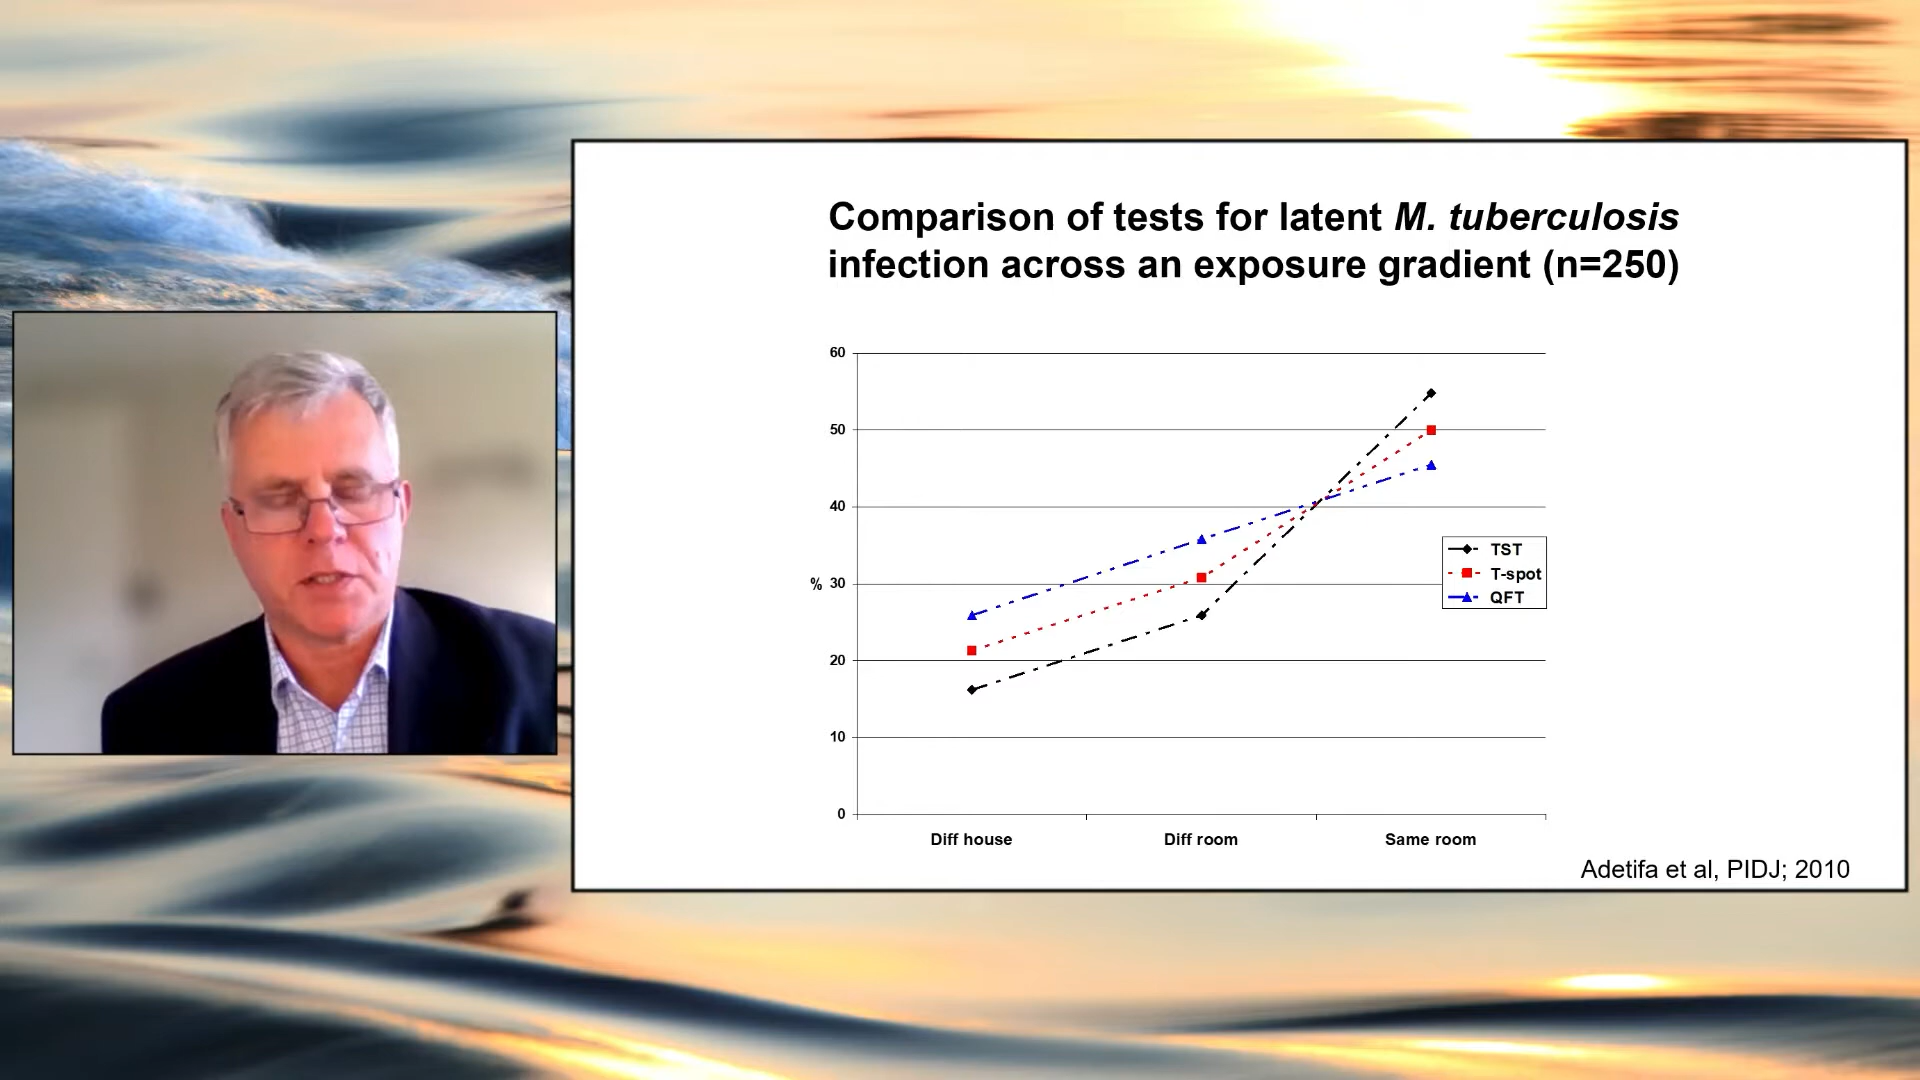 Comparison of tests for latent M. tuberculosis
infection across an exposure gradient (n=250)
60
50
40
% 30
20
10
0
TST
T-spot
QFT
Diff house Diff room Same room
Adetifa et al, PIDJ; 2010